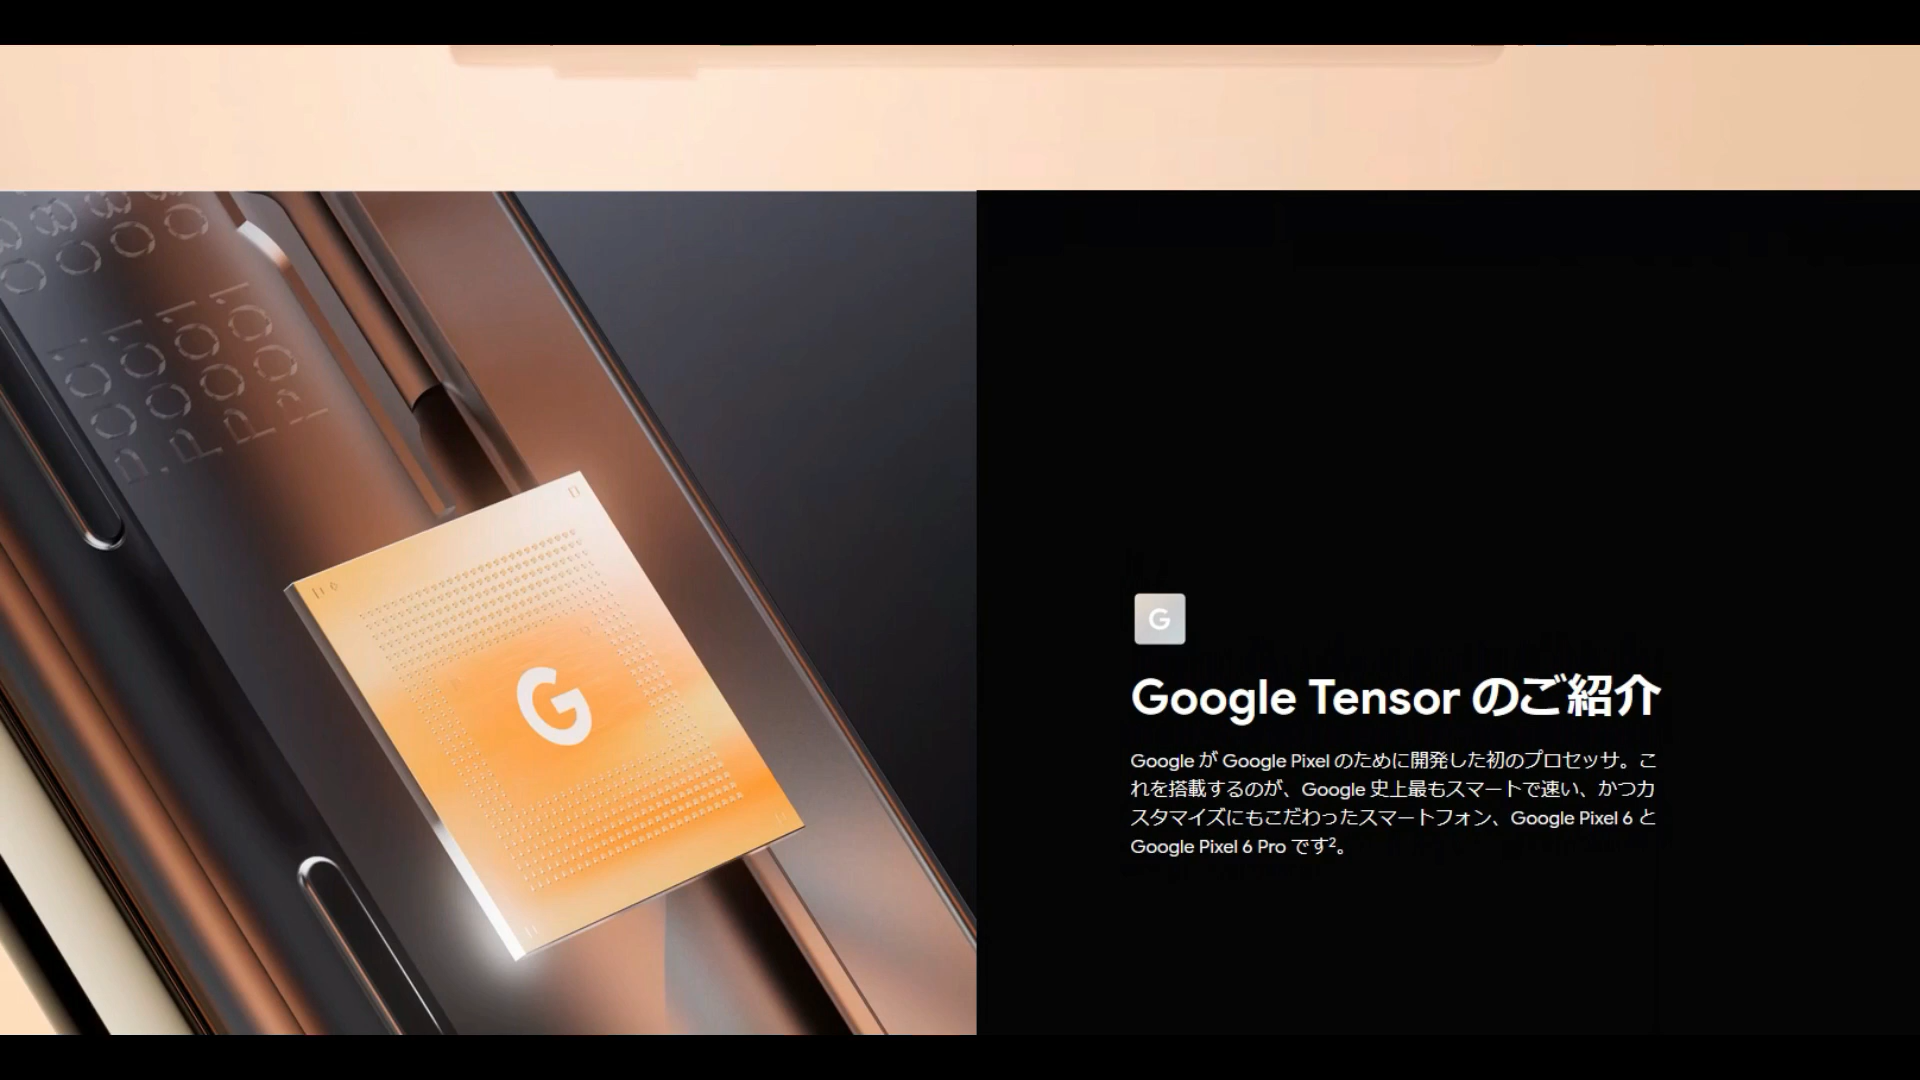 G
G
Google Tensor のご紹介
Google が Google Pixel のために開発した初のプロセッサ。こ
れを搭載するのが、Google 史上最もスマートで速い、かつカ
スタマイズにもこだわったスマートフォン、Google Pixel 6 と
Google Pixel 6 Pro です²。